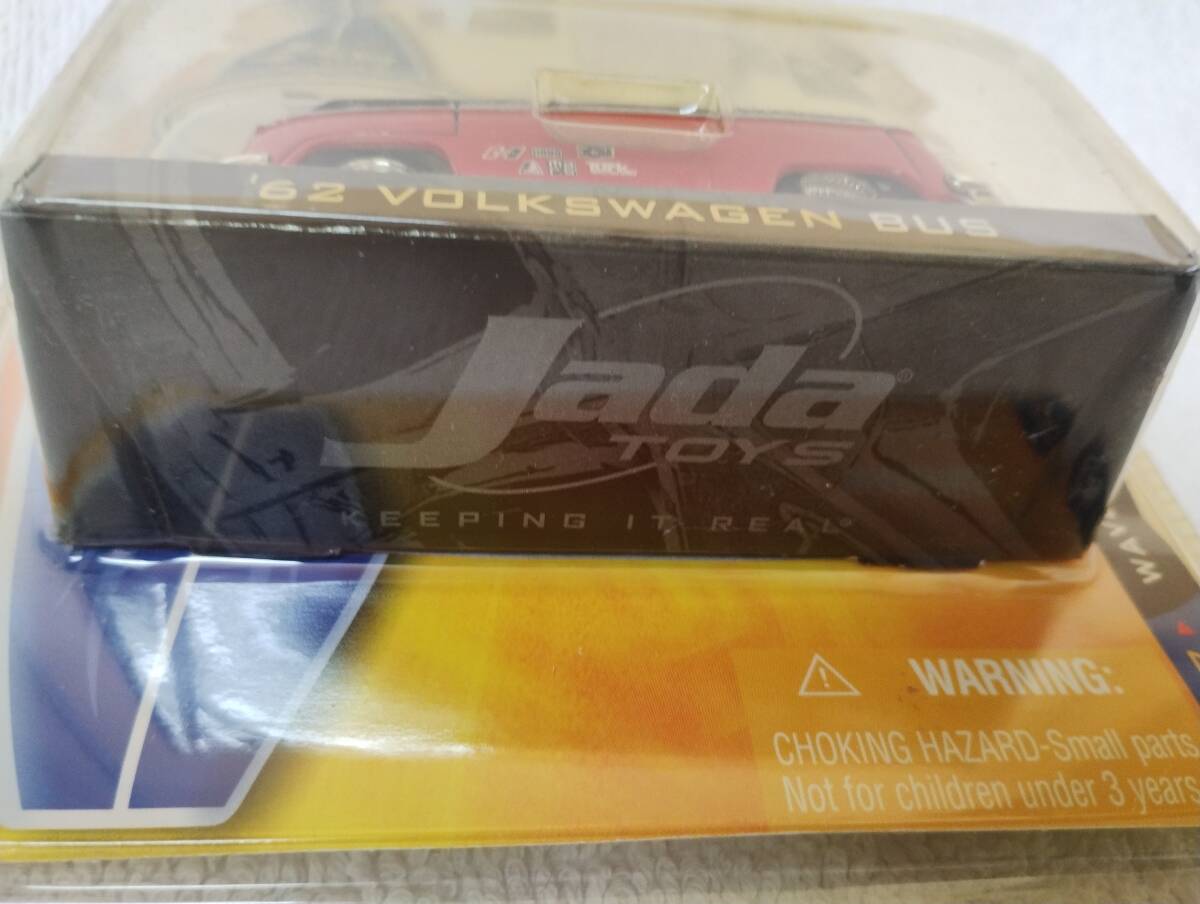 '62 VOLKSWAGEN BUS
Jada®
TOYS
KEEPING IT REAL®
WAV
WARNING:
CHOKING HAZARD-Small parts
Not for children under 3 years